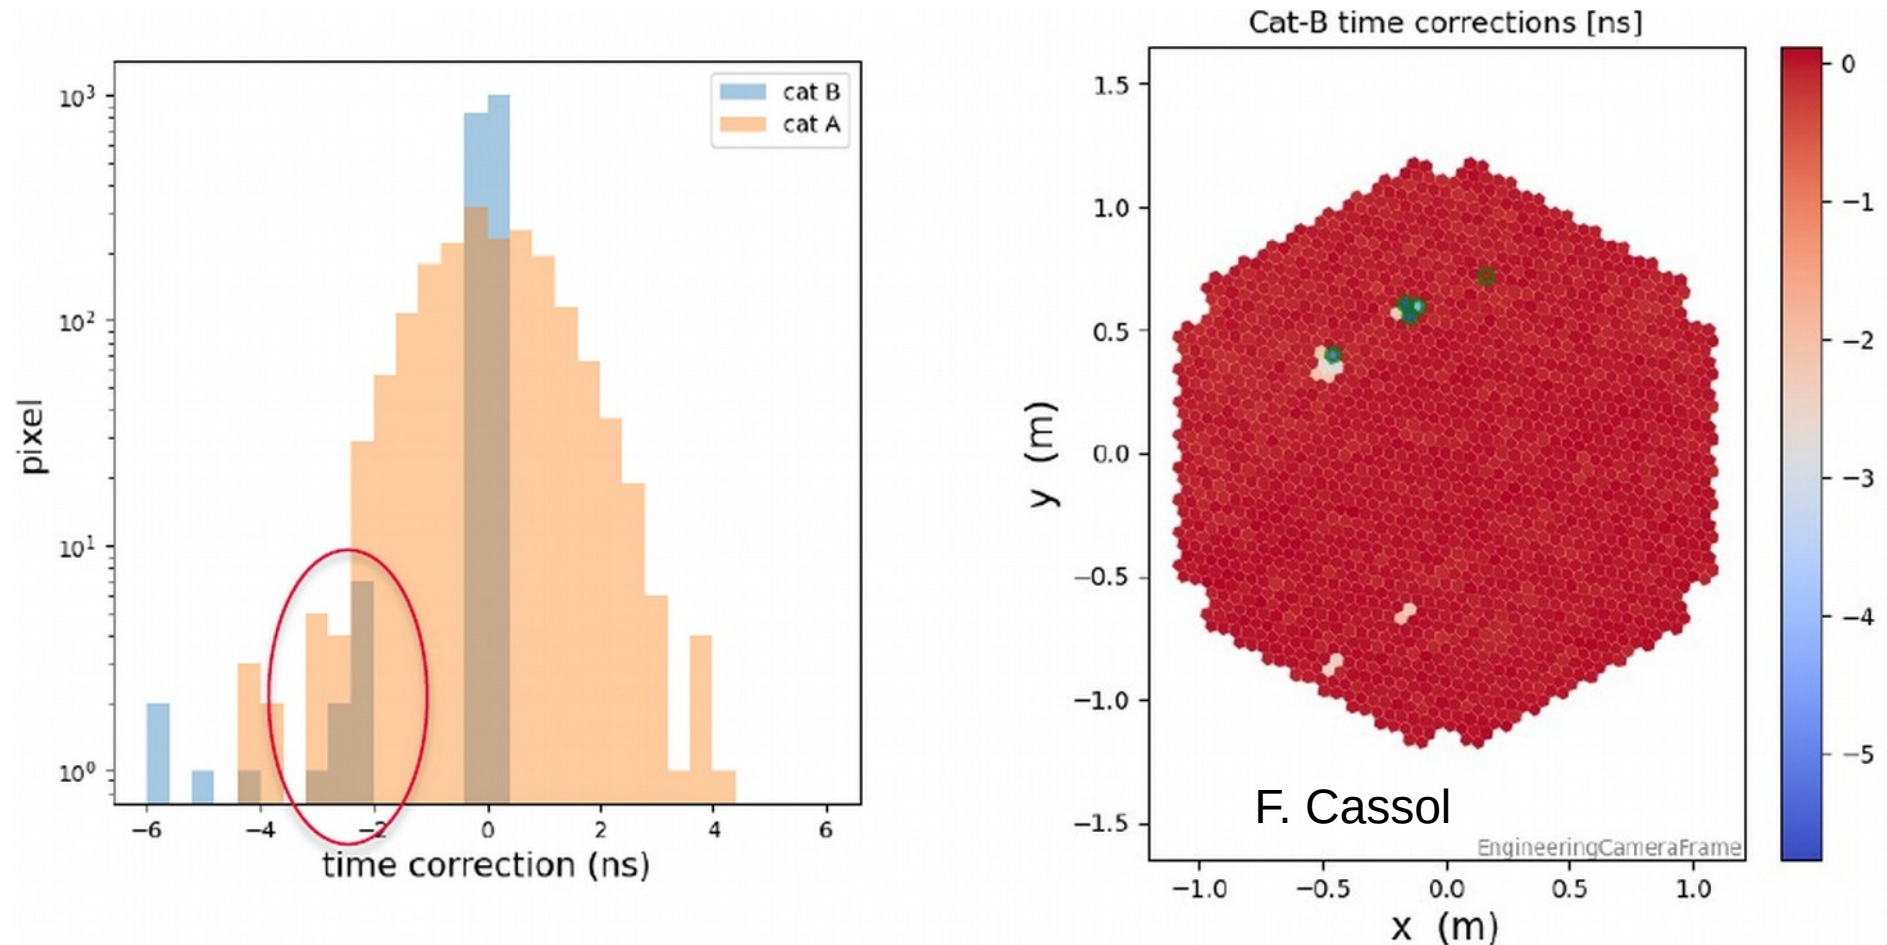 Cat-B time corrections [ns]
cat B
cat A
10³
10²
10¹
10⁰
pixel
−6 −4 −2 0 2 4 6
time correction (ns)
1.5
1.0
0.5
0.0
−0.5
−1.0
−1.5
y (m)
F. Cassol
EngineeringCameraFrame
−1.0 −0.5 0.0 0.5 1.0
x (m)
0
−1
−2
−3
−4
−5